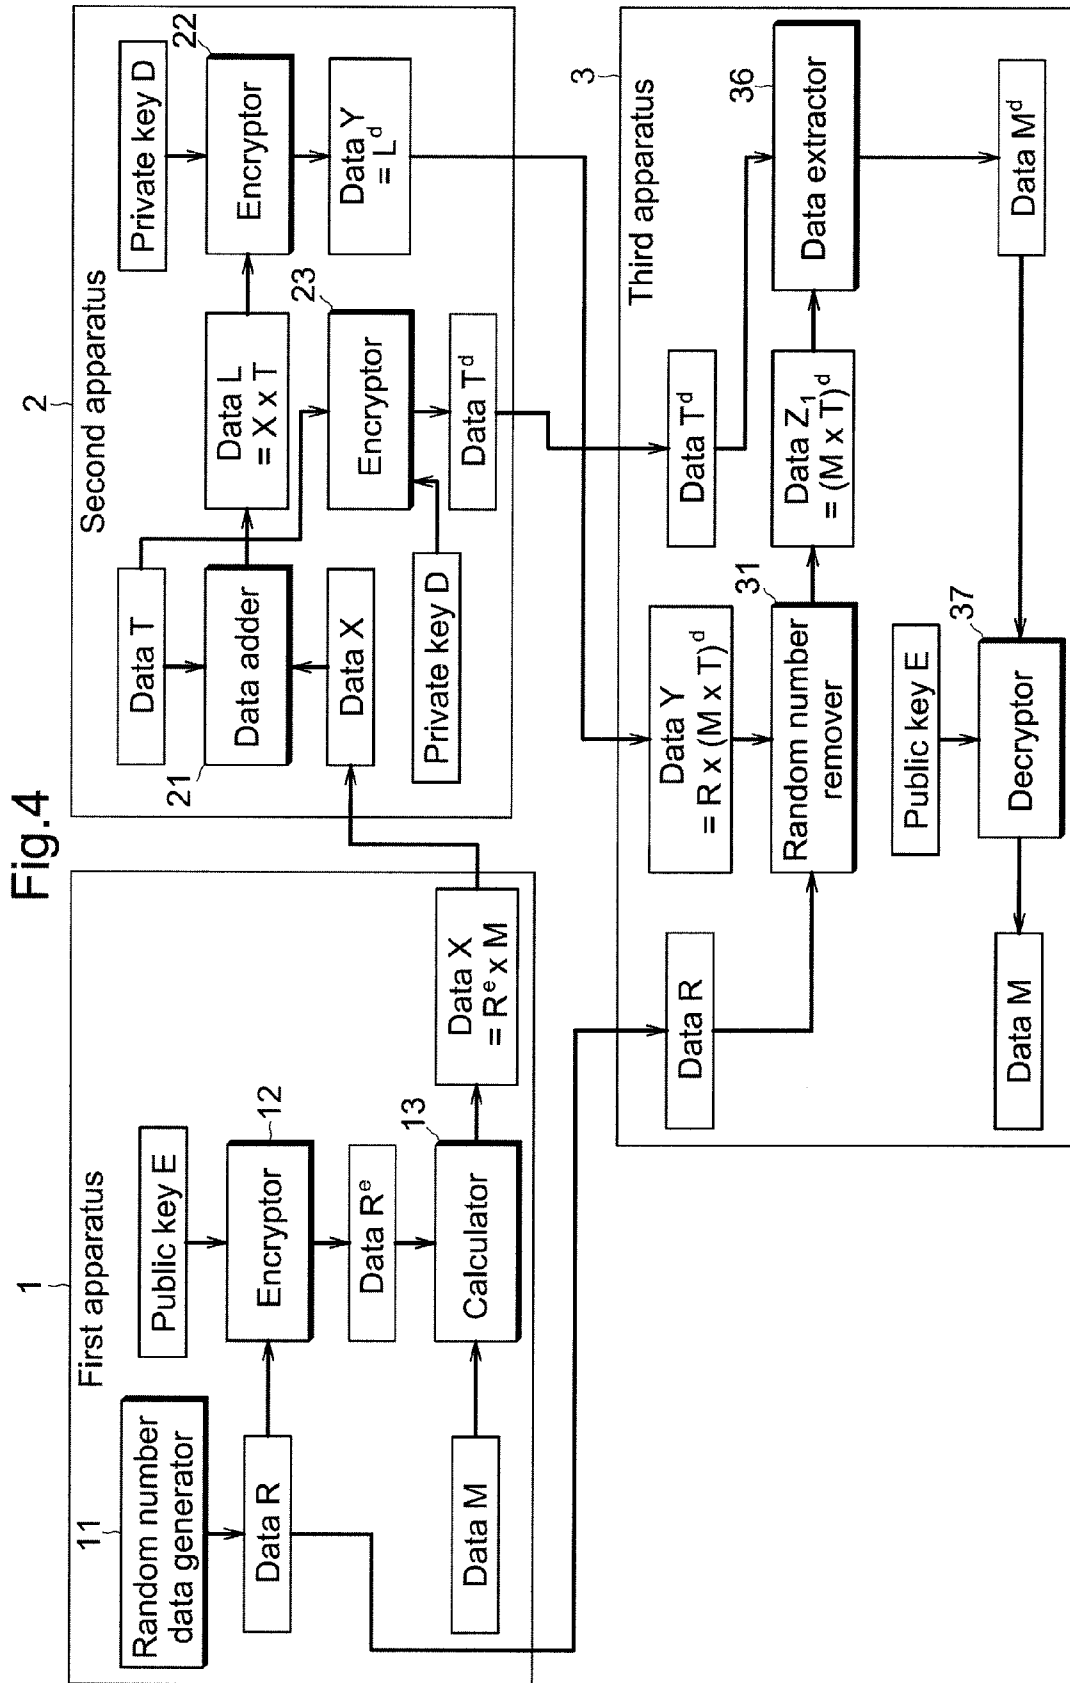 Fig.4
1
First apparatus
11
Random number
data generator
Data R
Public key E
12
Encryptor
Data R^e
Data M
13
Calculator
Data X
= R^e x M
2
Second apparatus
Data T
21
Data adder
Data X
Data L
= X x T
Private key D
22
Encryptor
Data Y
= L^d
Private key D
23
Encryptor
Data T^d
3
Third apparatus
Data R
Data Y
= R x (M x T)^d
31
Random number
remover
Data T^d
Data Z_1
= (M x T)^d
36
Data extractor
Data M^d
Public key E
37
Decryptor
Data M